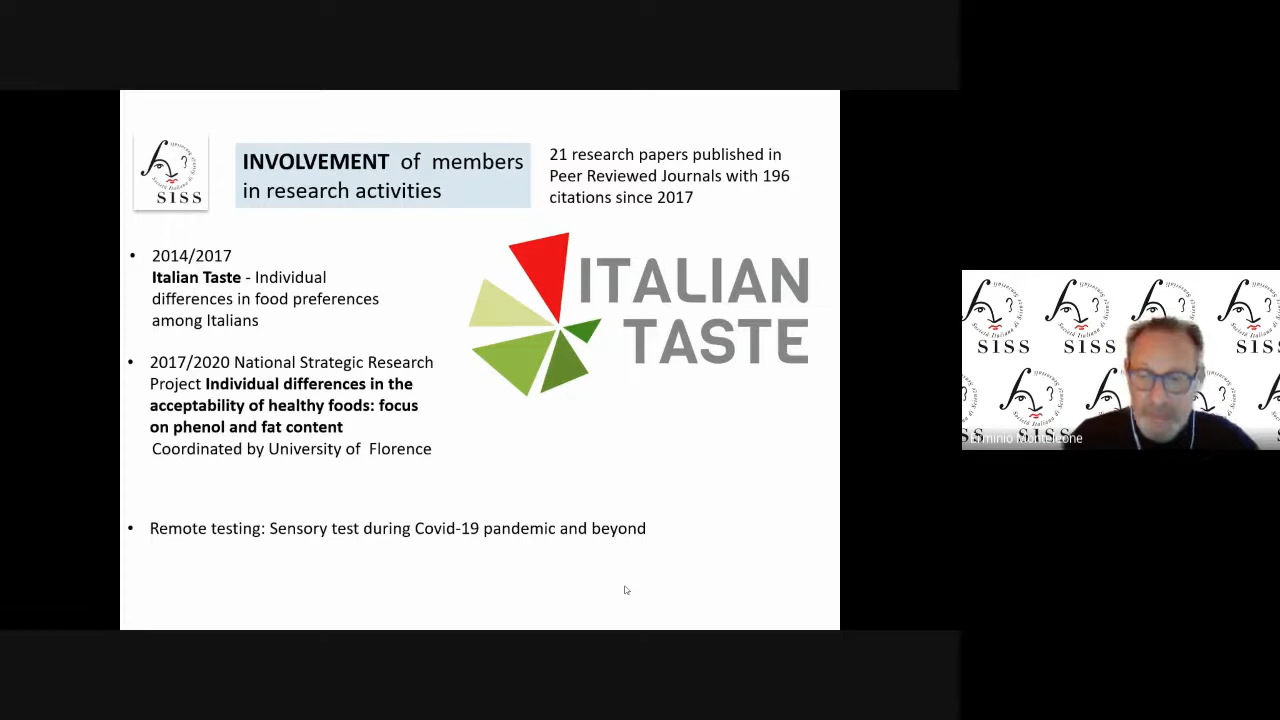 INVOLVEMENT of members
in research activities
21 research papers published in
Peer Reviewed Journals with 196
citations since 2017
SISS
• 2014/2017
Italian Taste - Individual
differences in food preferences
among Italians
ITALIAN
TASTE
• 2017/2020 National Strategic Research
Project Individual differences in the
acceptability of healthy foods: focus
on phenol and fat content
Coordinated by University of Florence
• Remote testing: Sensory test during Covid-19 pandemic and beyond
SISS
SISS
SISS
SISS
Erminio Monteleone